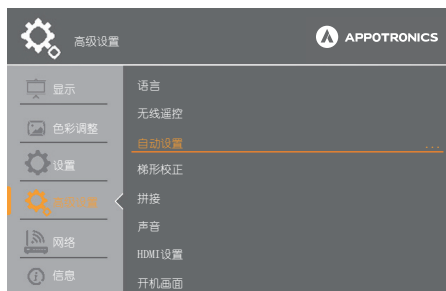 高级设置
APPOTRONICS
显示
色彩调整
设置
高级设置
网络
信息
语言
无线遥控
自动设置
...
梯形校正
拼接
声音
HDMI设置
开机画面